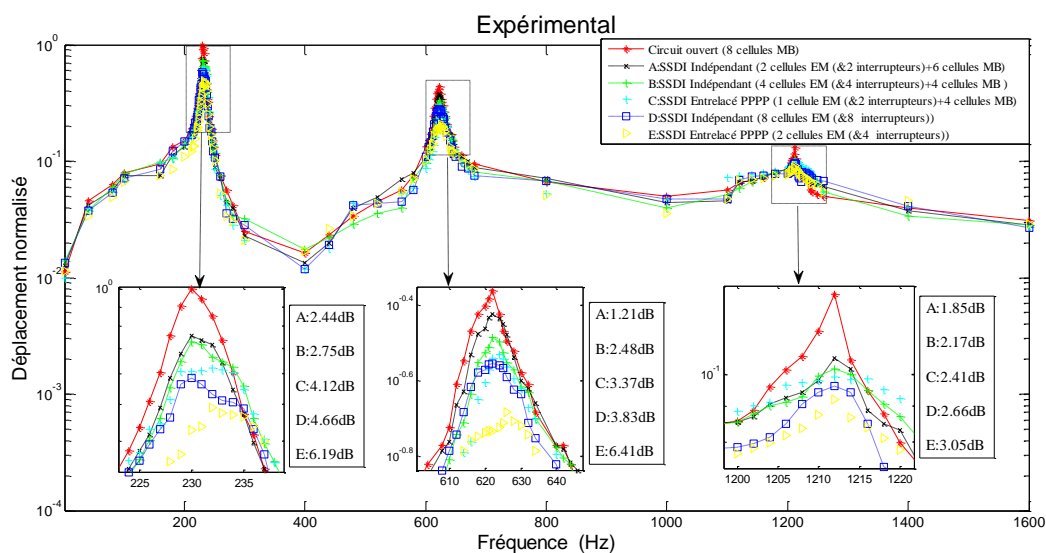 Expérimental
Déplacement normalisé
10^0
10^-1
10^-2
10^-3
10^-4
Circuit ouvert (8 cellules MB)
A:SSDI Indépendant (2 cellules EM (&2 interrupteurs)+6 cellules MB)
B:SSDI Indépendant (4 cellules EM (&4 interrupteurs)+4 cellules MB )
C:SSDI Entrelacé PPPP (1 cellule EM (&2 interrupteurs)+4 cellules MB)
D:SSDI Indépendant (8 cellules EM (&8 interrupteurs))
E:SSDI Entrelacé PPPP (2 cellules EM (&4 interrupteurs))
10^0
225 230 235
A:2.44dB
B:2.75dB
C:4.12dB
D:4.66dB
E:6.19dB
10^-0.4
10^-0.6
10^-0.8
610 620 630 640
A:1.21dB
B:2.48dB
C:3.37dB
D:3.83dB
E:6.41dB
10^-1
1200 1205 1210 1215 1220
A:1.85dB
B:2.17dB
C:2.41dB
D:2.66dB
E:3.05dB
200 400 600 800 1000 1200 1400 1600
Fréquence (Hz)